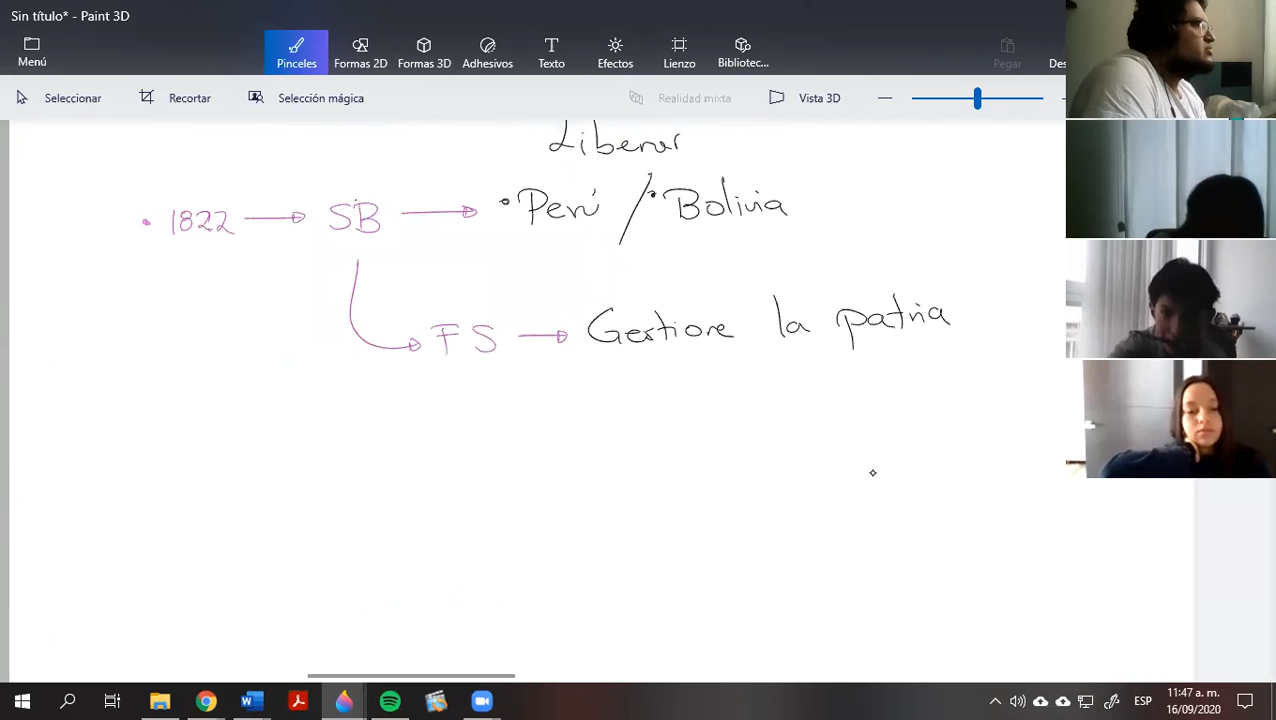 Sin título* - Paint 3D
Menú
Pinceles Formas 2D Formas 3D Adhesivos Texto Efectos Lienzo Bibliotec... Pegar Des
Seleccionar Recortar Selección mágica Realidad mixta Vista 3D
Liberar
• 1822 → SB → • Perú / • Bolivia
FS → Gestione la patria
ESP
11:47 a. m.
16/09/2020